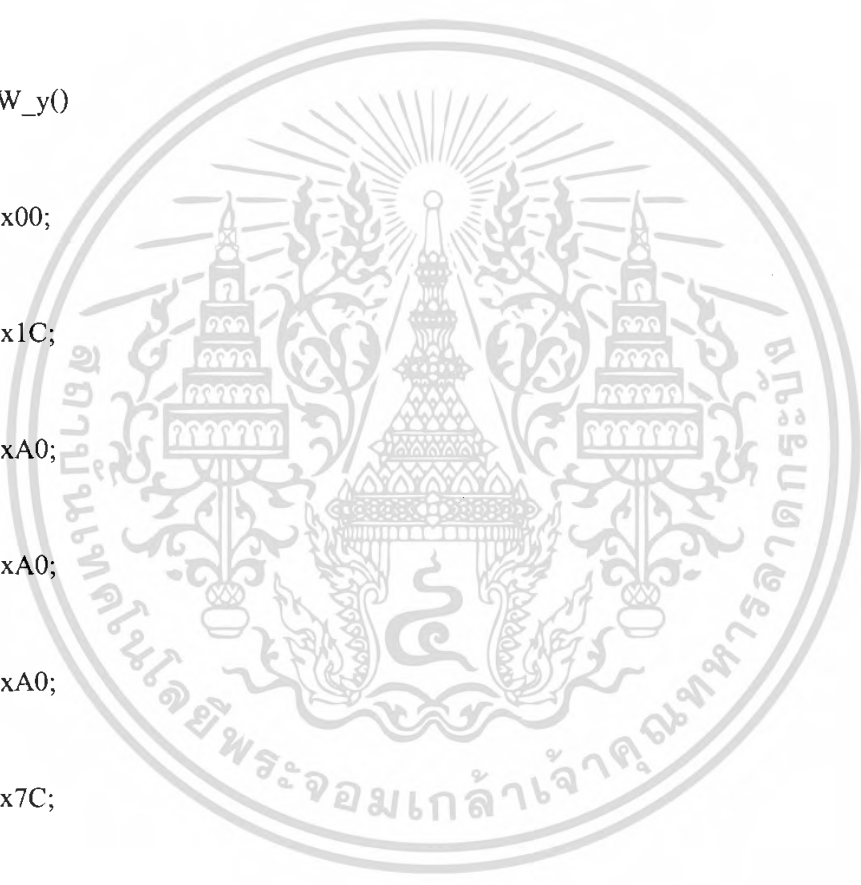 W_y()
x00;
x1C;
xA0;
xA0;
xA0;
x7C;
สถาบันเทคโนโลยีพระจอมเกล้าเจ้าคุณทหารลาดกระบัง
๔